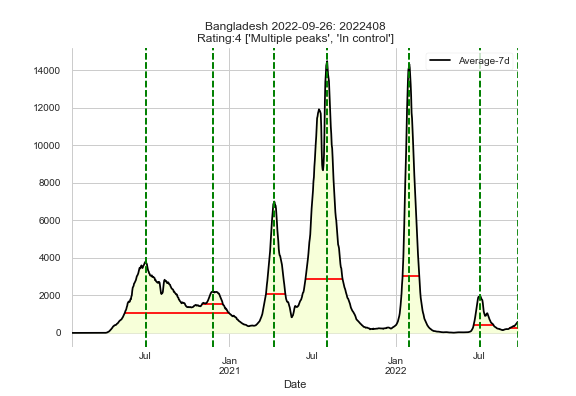 Bangladesh 2022-09-26: 2022408
Rating:4 ['Multiple peaks', 'In control']
Average-7d
14000
12000
10000
8000
6000
4000
2000
0
Jul
Jan
2021
Jul
Jan
2022
Jul
Date